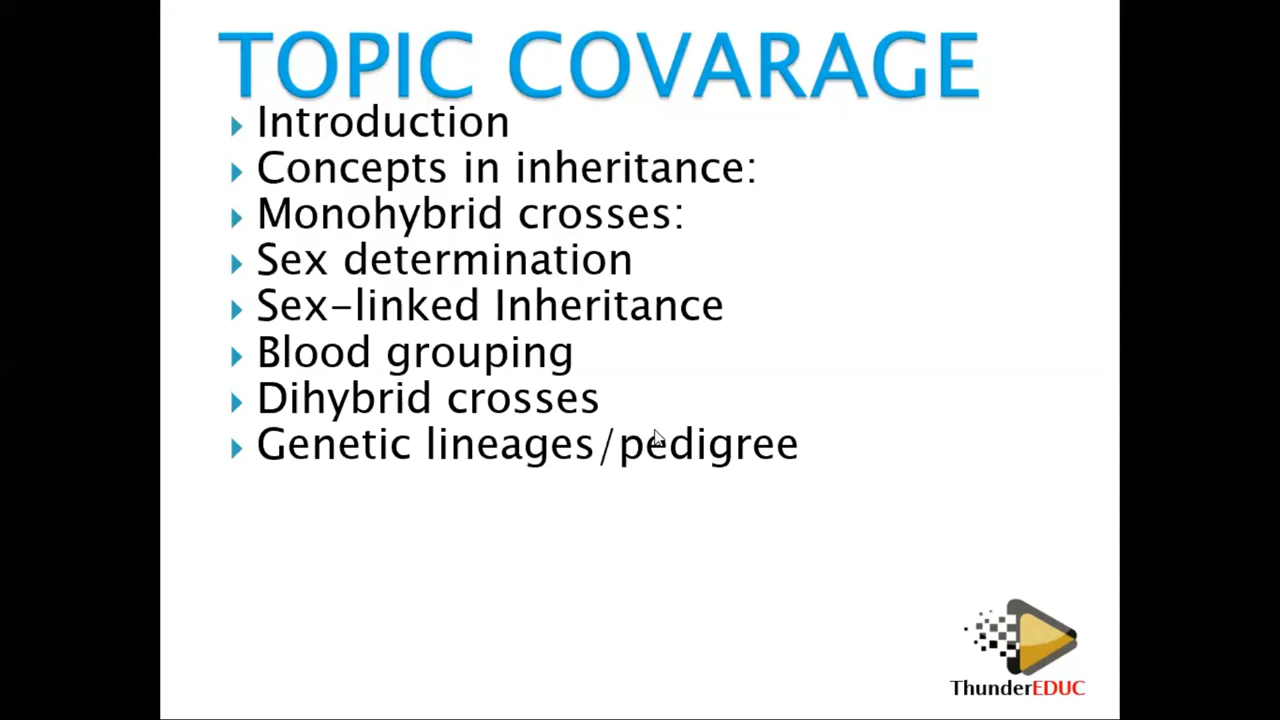 TOPIC COVARAGE
Introduction
Concepts in inheritance:
Monohybrid crosses:
Sex determination
Sex-linked Inheritance
Blood grouping
Dihybrid crosses
Genetic lineages/pedigree
ThunderEDUC